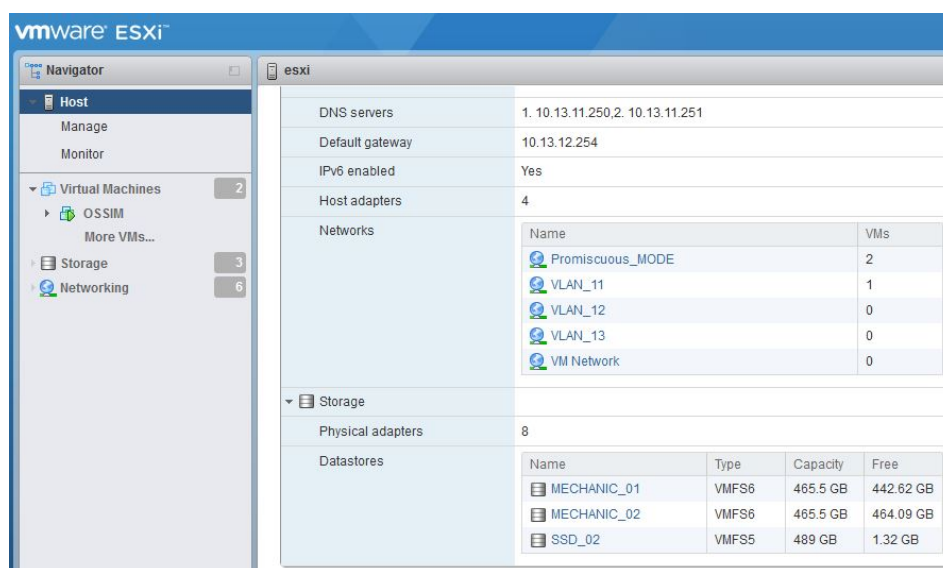 vmware ESXi™
Navigator
esxi
Host
Manage
Monitor
Virtual Machines 2
OSSIM
More VMs...
Storage 3
Networking 6
DNS servers 1. 10.13.11.250,2. 10.13.11.251
Default gateway 10.13.12.254
IPv6 enabled Yes
Host adapters 4
Networks Name VMs
Promiscuous_MODE 2
VLAN_11 1
VLAN_12 0
VLAN_13 0
VM Network 0
Storage
Physical adapters 8
Datastores Name Type Capacity Free
MECHANIC_01 VMFS6 465.5 GB 442.62 GB
MECHANIC_02 VMFS6 465.5 GB 464.09 GB
SSD_02 VMFS5 489 GB 1.32 GB